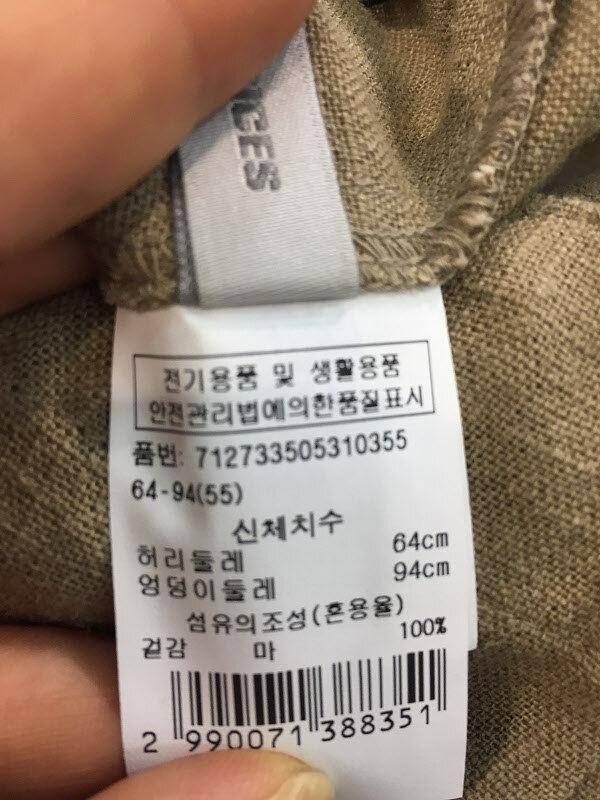 전기용품 및 생활용품
안전관리법에의한품질표시
품번: 712733505310355
64-94(55)
신체치수
허리둘레 64cm
엉덩이둘레 94cm
섬유의조성(혼용율)
겉감 마 100%
2 990071 388351